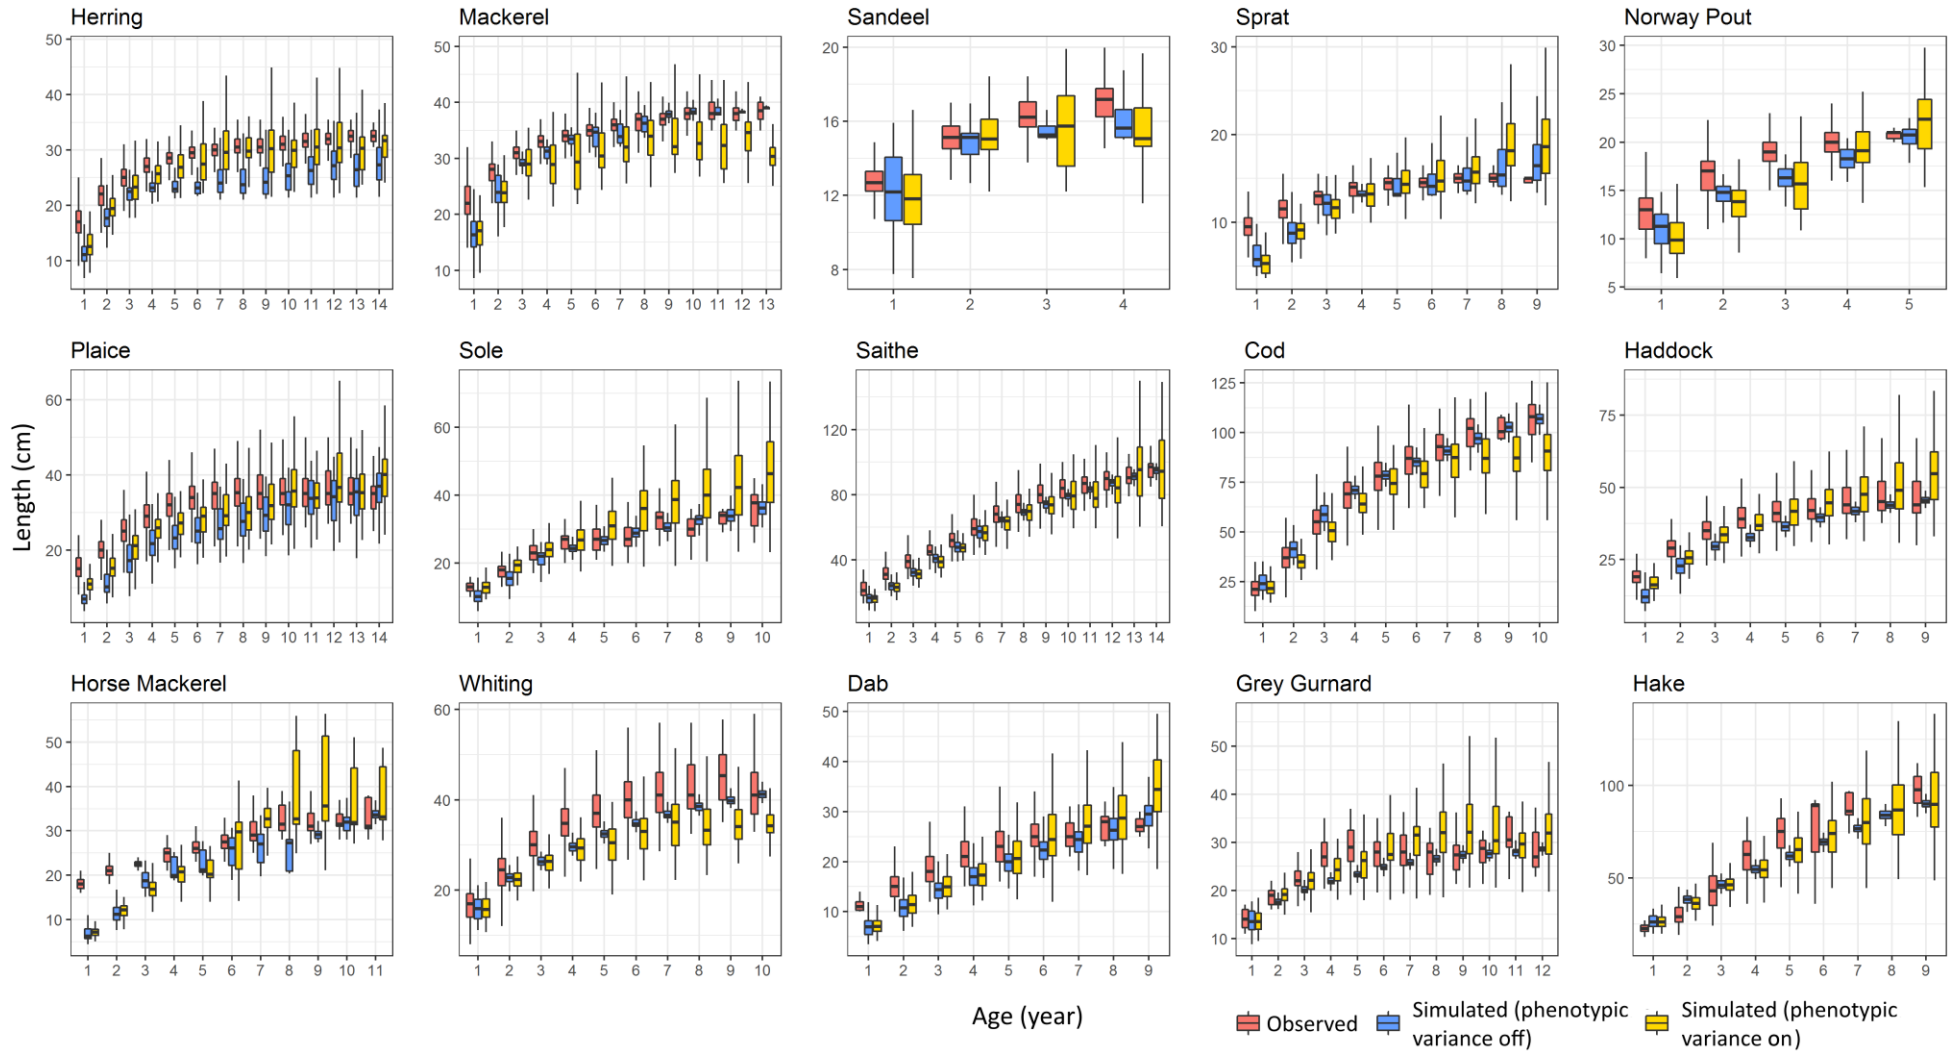 Herring
Mackerel
Sandeel
Sprat
Norway Pout
50
40
30
20
10
1 2 3 4 5 6 7 8 9 10 11 12 13 14
50
40
30
20
10
1 2 3 4 5 6 7 8 9 10 11 12 13
20
16
12
8
1 2 3 4
30
20
10
1 2 3 4 5 6 7 8 9
30
25
20
15
10
5
1 2 3 4 5
Plaice
Sole
Saithe
Cod
Haddock
Length (cm)
60
40
20
1 2 3 4 5 6 7 8 9 10 11 12 13 14
60
40
20
1 2 3 4 5 6 7 8 9 10
120
80
40
1 2 3 4 5 6 7 8 9 10 11 12 13 14
125
100
75
50
25
1 2 3 4 5 6 7 8 9 10
75
50
25
1 2 3 4 5 6 7 8 9
Horse Mackerel
Whiting
Dab
Grey Gurnard
Hake
50
40
30
20
10
1 2 3 4 5 6 7 8 9 10 11
60
40
20
1 2 3 4 5 6 7 8 9 10
50
40
30
20
10
1 2 3 4 5 6 7 8 9
50
40
30
20
10
1 2 3 4 5 6 7 8 9 10 11 12
100
50
1 2 3 4 5 6 7 8 9
Age (year)
Observed
Simulated (phenotypic
variance off)
Simulated (phenotypic
variance on)